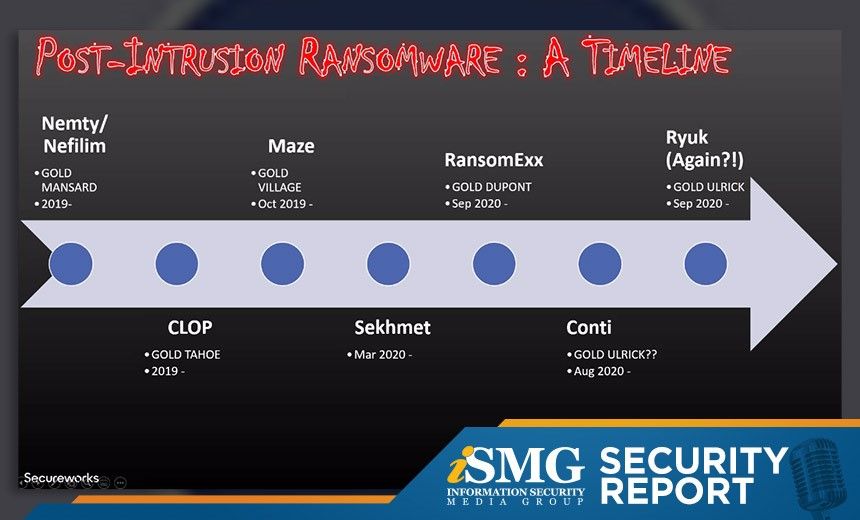 POST-INTRUSION RANSOMWARE : A TIMELINE
Nemty/
Nefilim
• GOLD
MANSARD
• 2019-
Maze
• GOLD
VILLAGE
• Oct 2019 -
RansomExx
• GOLD DUPONT
• Sep 2020 -
Ryuk
(Again?!)
• GOLD ULRICK
• Sep 2020 -
CLOP
• GOLD TAHOE
• 2019 -
Sekhmet
• Mar 2020 -
Conti
• GOLD ULRICK??
• Aug 2020 -
Secureworks
iSMG
INFORMATION SECURITY
MEDIA GROUP
SECURITY
REPORT